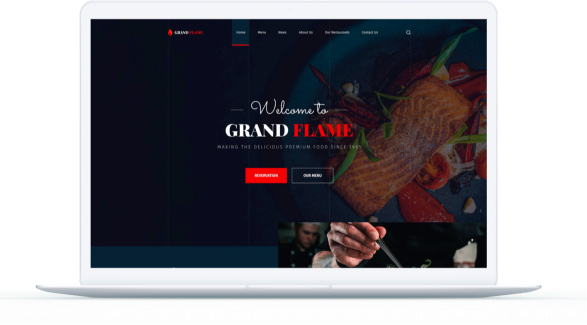 GRAND FLAME
Home Menu News About Us Our Restaurants Contact Us
Welcome to
GRAND FLAME
MAKING THE DELICIOUS PREMIUM FOOD SINCE 1985
RESERVATION OUR MENU